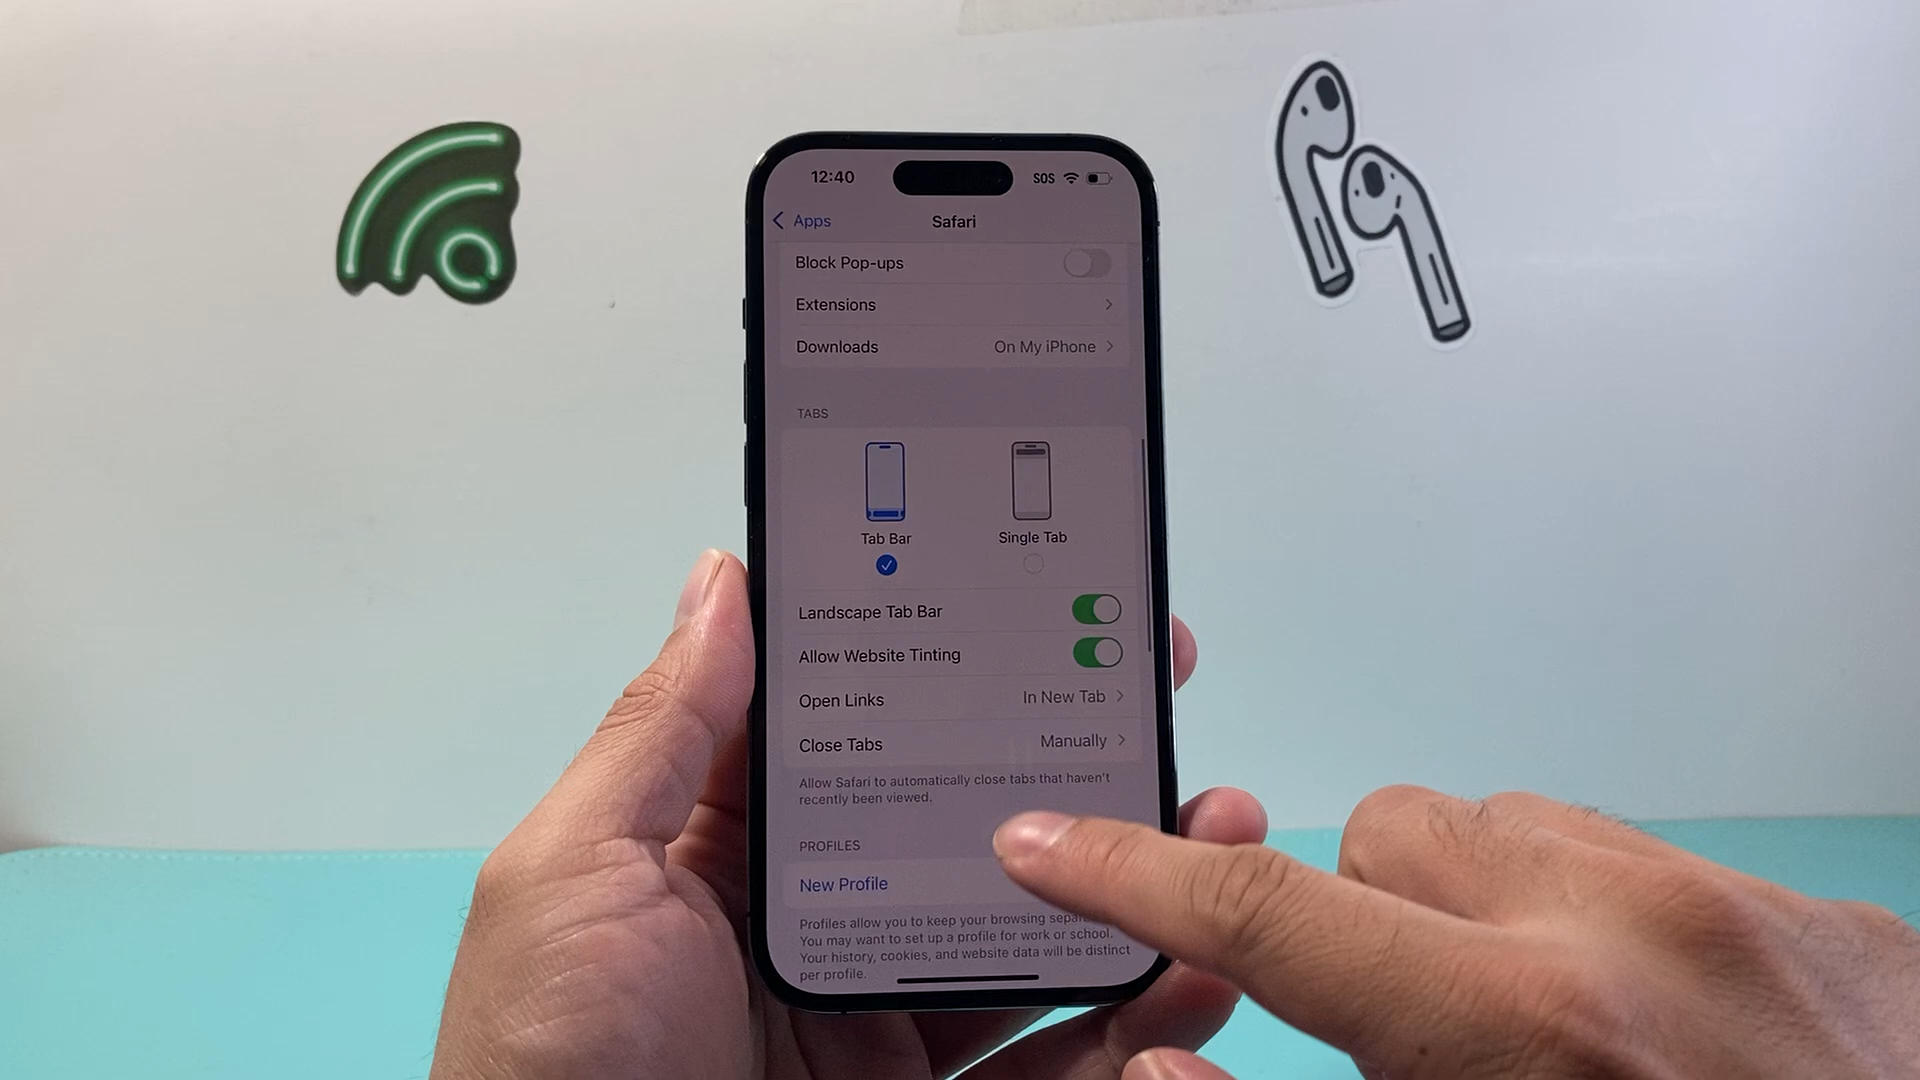 12:40 SOS
Apps Safari
Block Pop-ups
Extensions
Downloads On My iPhone
TABS
Tab Bar Single Tab
Landscape Tab Bar
Allow Website Tinting
Open Links In New Tab
Close Tabs Manually
Allow Safari to automatically close tabs that haven't
recently been viewed.
PROFILES
New Profile
Profiles allow you to keep your browsing
You may want to set up a profile for work or school.
Your history, cookies, and website data will be distinct
per profile.